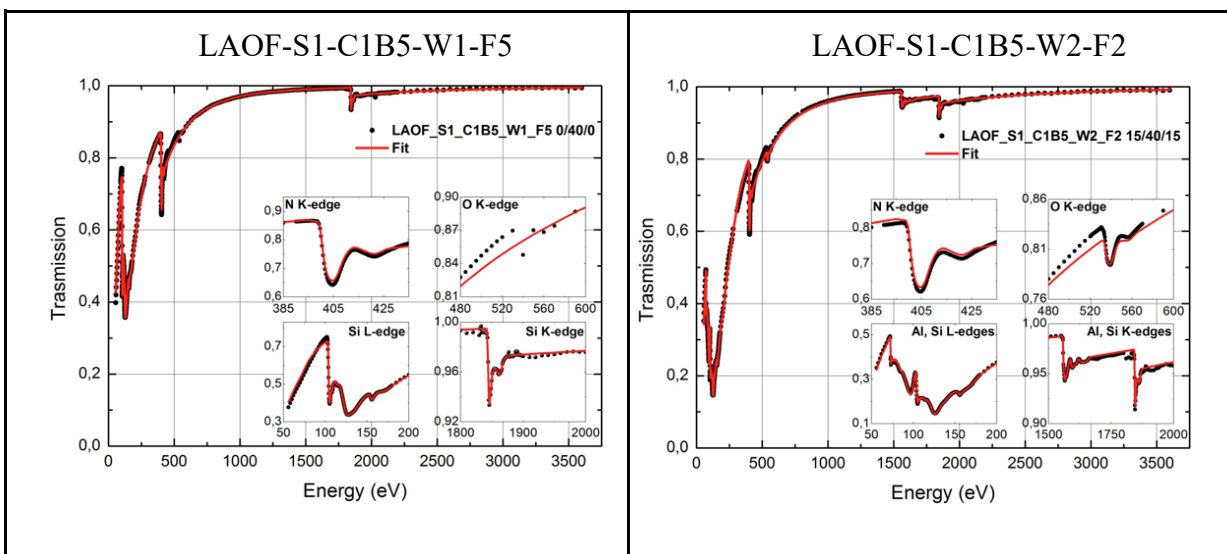 LAOF-S1-C1B5-W1-F5
1,0
0,8
0,6
0,4
0,2
0,0
Trasmission
LAOF_S1_C1B5_W1_F5 0/40/0
Fit
N K-edge
0,9
0,8
0,7
0,6
385 405 425
O K-edge
0,90
0,87
0,84
0,81
480 520 560 600
Si L-edge
0,7
0,5
0,3
50 100 150 200
Si K-edge
1,00
0,96
0,92
1800 1900 2000
0 500 1000 1500 2000 2500 3000 3500
Energy (eV)
LAOF-S1-C1B5-W2-F2
1,0
0,8
0,6
0,4
0,2
0,0
Trasmission
LAOF_S1_C1B5_W2_F2 15/40/15
Fit
N K-edge
0,9
0,8
0,7
0,6
385 405 425
O K-edge
0,86
0,81
0,76
480 520 560 600
Al, Si L-edges
0,5
0,3
0,1
50 100 150 200
Al, Si K-edges
1,00
0,95
0,90
1500 1750 2000
0 500 1000 1500 2000 2500 3000 3500
Energy (eV)